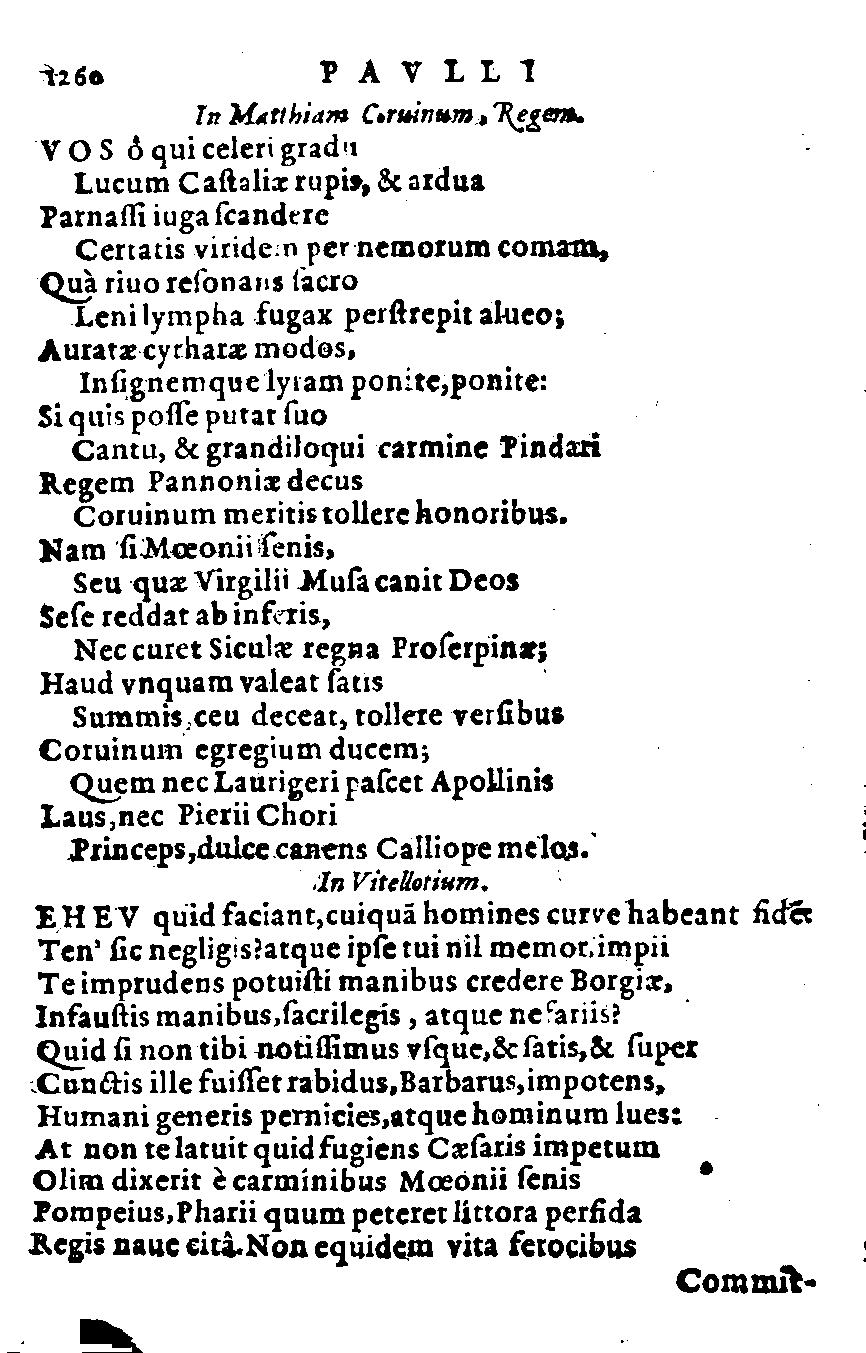 1260 PAVLLI
In Matthiam Coruinum, Regem.
VOS ô qui celeri gradu
Lucum Caſtaliæ rupis, & ardua
Parnaſſi iuga ſcandere
Certatis viridem per nemorum comam,
Quà riuo reſonans ſacro
Leni lympha fugax perſtrepit alueo;
Auratæ cytharæ modos,
Inſignemque lyram ponite, ponite:
Si quis poſſe putat ſuo
Cantu, & grandiloqui carmine Pindari
Regem Pannoniæ decus
Coruinum meritis tollere honoribus.
Nam ſi Mœonii ſenis,
Seu quæ Virgilii Muſa canit Deos
Seſe reddat ab inferis,
Nec curet Siculæ regna Proſerpinæ;
Haud vnquam valeat ſatis
Summis, ceu deceat, tollere verſibus
Coruinum egregium ducem;
Quem nec Laurigeri paſcet Apollinis
Laus, nec Pierii Chori
Princeps, dulce canens Calliope melos.
In Vitellotium.
EHEV quid faciant, cuiquã homines curve habeant fidẽ?
Ten' ſic negligis? atque ipſe tui nil memor, impii
Te imprudens potuiſti manibus credere Borgiæ,
Infauſtis manibus, ſacrilegis, atque nefariis?
Quid ſi non tibi notiſſimus vſque, & ſatis, & ſuper
Cunctis ille fuiſſet rabidus, Barbarus, impotens,
Humani generis pernicies, atque hominum lues:
At non te latuit quid fugiens Cæſaris impetum
Olim dixerit è carminibus Mœonii ſenis
Pompeius, Pharii quum peteret littora perfida
Regis naue citâ. Non equidem vita ferocibus
Commit-